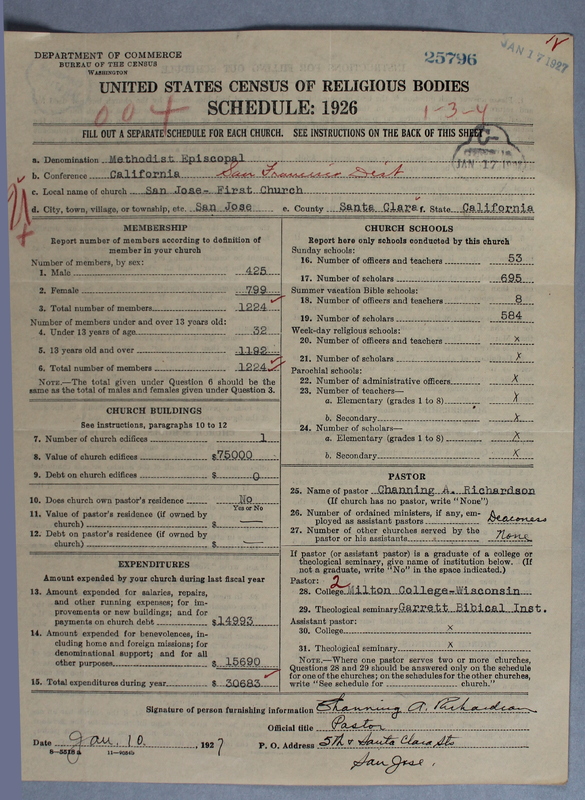 DEPARTMENT OF COMMERCE
BUREAU OF THE CENSUS
WASHINGTON
25796
JAN 17 1927
UNITED STATES CENSUS OF RELIGIOUS BODIES
SCHEDULE: 1926
004
1-3-4
FILL OUT A SEPARATE SCHEDULE FOR EACH CHURCH. SEE INSTRUCTIONS ON THE BACK OF THIS SHEET
JAN 17
a. Denomination Methodist Episcopal
b. Conference California San Francisco Dist
c. Local name of church San Jose- First Church
d. City, town, village, or township, etc. San Jose e. County Santa Clara f. State California
MEMBERSHIP
Report number of members according to definition of member in your church
Number of members, by sex:
1. Male 425
2. Female 799
3. Total number of members 1224
Number of members under and over 13 years old:
4. Under 13 years of age 32
5. 13 years old and over 1192
6. Total number of members 1224
NOTE.—The total given under Question 6 should be the same as the total of males and females given under Question 3.
CHURCH BUILDINGS
See instructions, paragraphs 10 to 12
7. Number of church edifices 1
8. Value of church edifices $75000
9. Debt on church edifices $ 0
10. Does church own pastor's residence No
Yes or No
11. Value of pastor's residence (if owned by church) $ —
12. Debt on pastor's residence (if owned by church) $ —
EXPENDITURES
Amount expended by your church during last fiscal year
13. Amount expended for salaries, repairs, and other running expenses; for improvements or new buildings; and for payments on church debt $14993
14. Amount expended for benevolences, including home and foreign missions; for denominational support; and for all other purposes $ 15690
15. Total expenditures during year $ 30683
CHURCH SCHOOLS
Report here only schools conducted by this church
Sunday schools:
16. Number of officers and teachers 53
17. Number of scholars 695
Summer vacation Bible schools:
18. Number of officers and teachers 8
19. Number of scholars 584
Week-day religious schools:
20. Number of officers and teachers x
21. Number of scholars x
Parochial schools:
22. Number of administrative officers x
23. Number of teachers—
a. Elementary (grades 1 to 8) x
b. Secondary x
24. Number of scholars—
a. Elementary (grades 1 to 8) x
b. Secondary x
PASTOR
25. Name of pastor Channing A. Richardson
(If church has no pastor, write "None")
26. Number of ordained ministers, if any, employed as assistant pastors Deaconess
27. Number of other churches served by the pastor or his assistants None
If pastor (or assistant pastor) is a graduate of a college or theological seminary, give name of institution below. (If not a graduate, write "No" in the space indicated.)
Pastor: 2
28. College Milton College-Wisconsin
29. Theological seminary Garrett Bibical Inst.
Assistant pastor:
30. College x
31. Theological seminary x
NOTE.—Where one pastor serves two or more churches, Questions 28 and 29 should be answered only on the schedule for one of the churches; on the schedules for the other churches, write "See schedule for ........ church."
Signature of person furnishing information Channing A. Richardson
Official title Pastor
Date Jan. 10, 1927 P. O. Address 5th & Santa Clara Sts
San Jose,